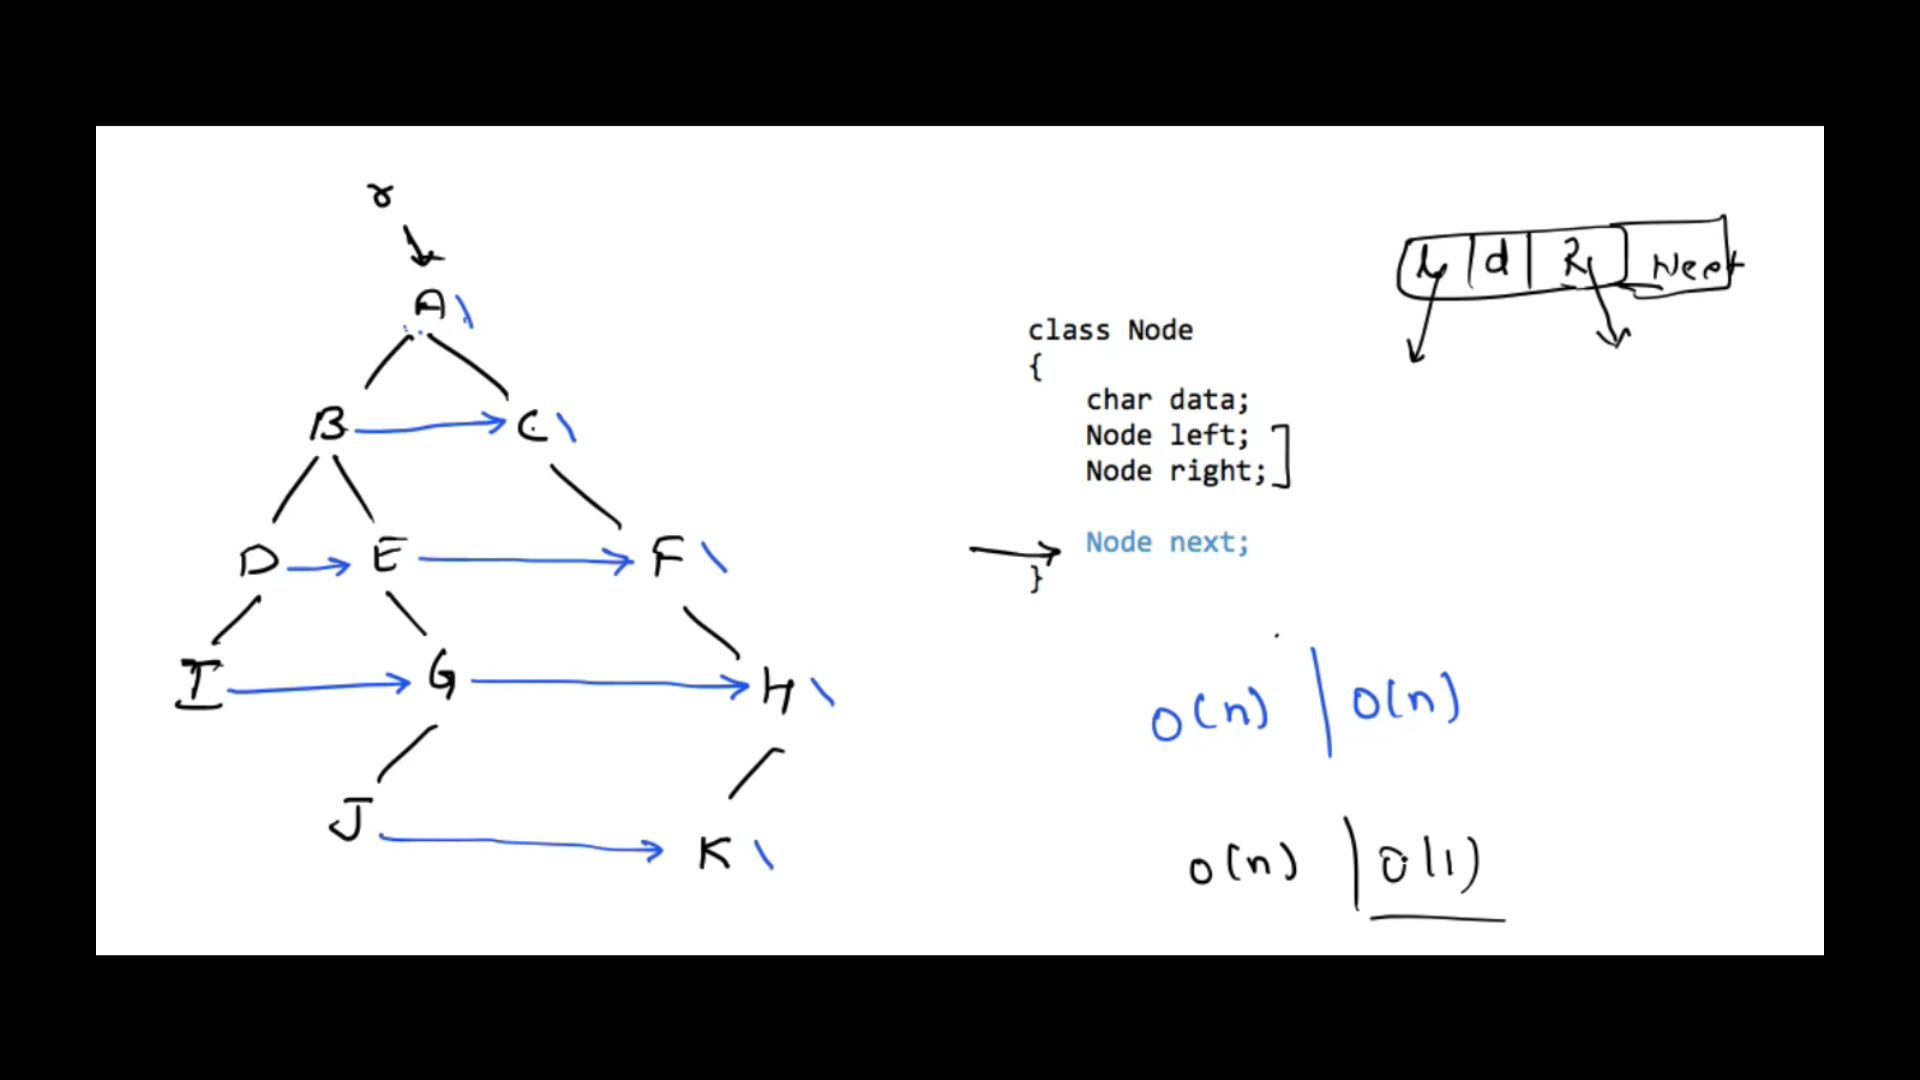 r
A \
B C \
D E F \
I G H \
J K \
L d R Next
class Node
{
char data;
Node left;
Node right; ]
Node next;
}
O(n) | O(n)
O(n) | O(1)